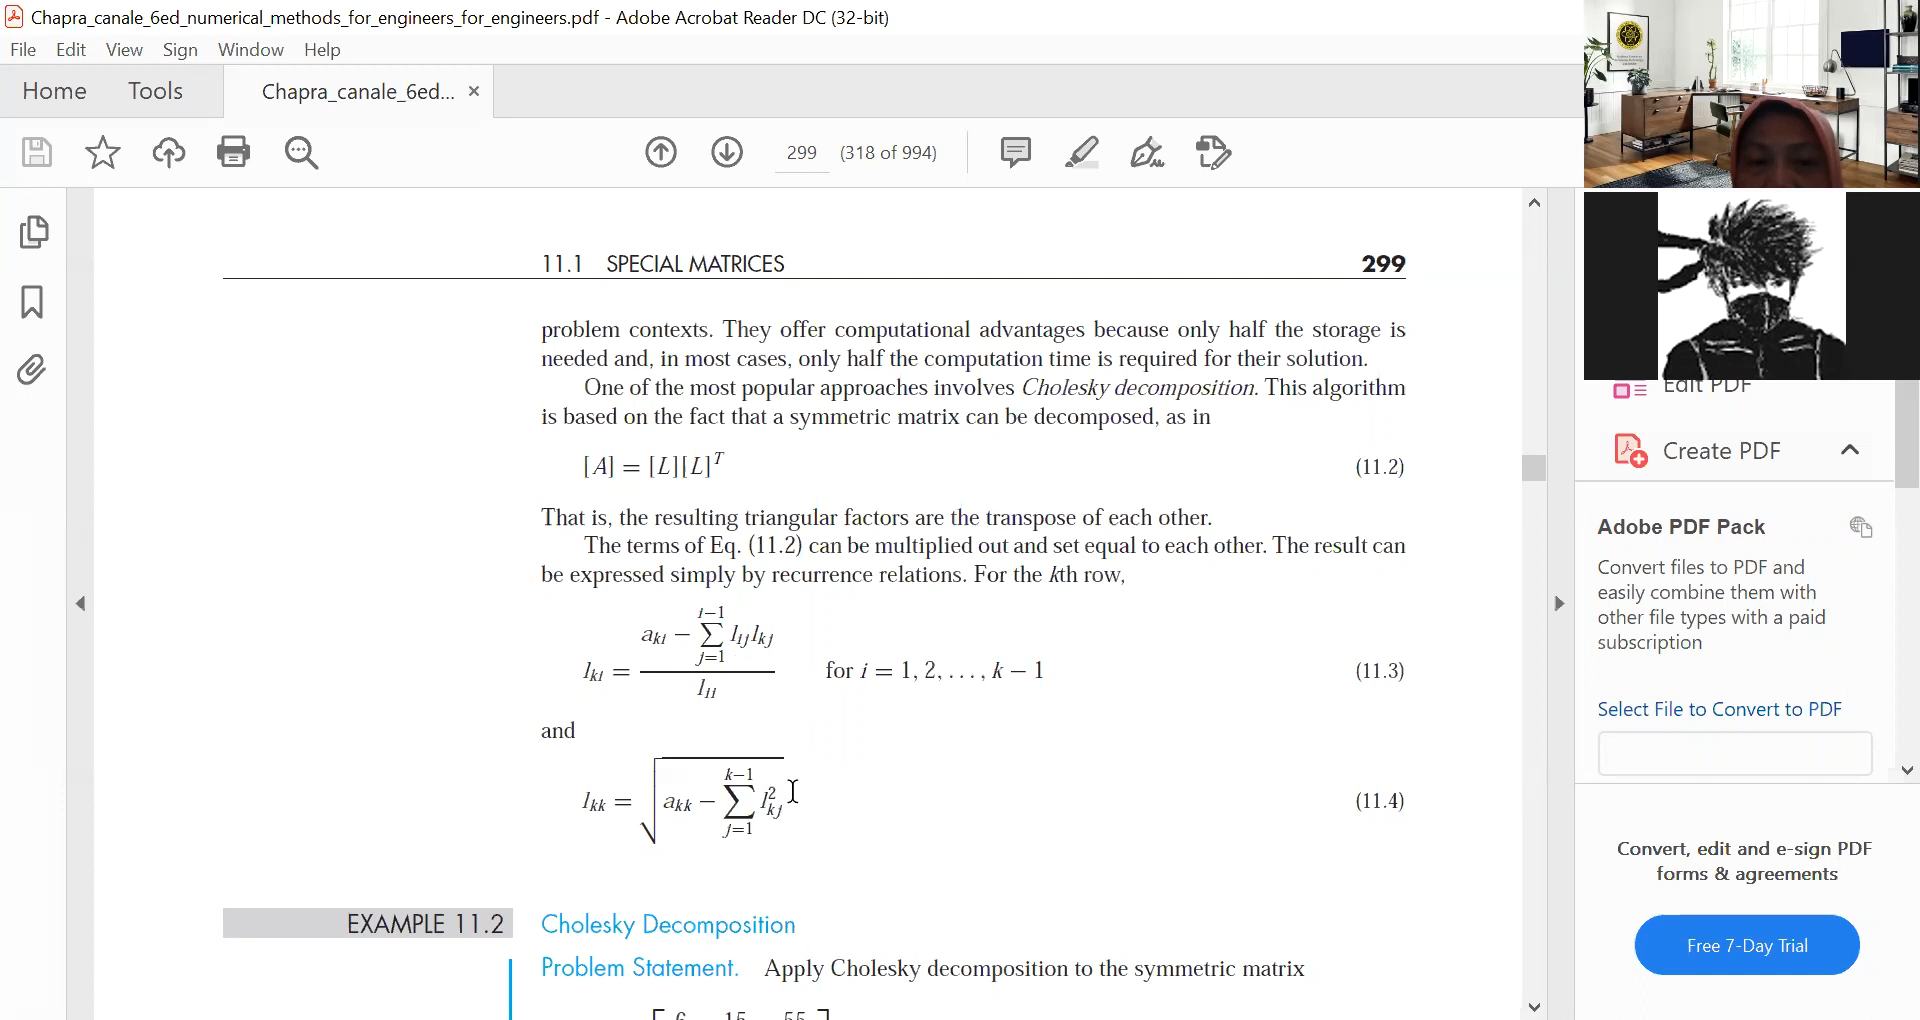 Chapra_canale_6ed_numerical_methods_for_engineers_for_engineers.pdf - Adobe Acrobat Reader DC (32-bit)
File Edit View Sign Window Help
Home Tools Chapra_canale_6ed... ×
299 (318 of 994)
11.1 SPECIAL MATRICES 299
problem contexts. They offer computational advantages because only half the storage is
needed and, in most cases, only half the computation time is required for their solution.
One of the most popular approaches involves Cholesky decomposition. This algorithm
is based on the fact that a symmetric matrix can be decomposed, as in
[A] = [L][L]^T (11.2)
That is, the resulting triangular factors are the transpose of each other.
The terms of Eq. (11.2) can be multiplied out and set equal to each other. The result can
be expressed simply by recurrence relations. For the kth row,
l_ki = (a_ki − ∑_{j=1}^{i−1} l_ij l_kj) / l_ii for i = 1, 2, . . . , k − 1 (11.3)
and
l_kk = √(a_kk − ∑_{j=1}^{k−1} l_kj^2) (11.4)
EXAMPLE 11.2 Cholesky Decomposition
Problem Statement. Apply Cholesky decomposition to the symmetric matrix
6 15 55
Edit PDF
Create PDF
Adobe PDF Pack
Convert files to PDF and
easily combine them with
other file types with a paid
subscription
Select File to Convert to PDF
Convert, edit and e-sign PDF
forms & agreements
Free 7-Day Trial